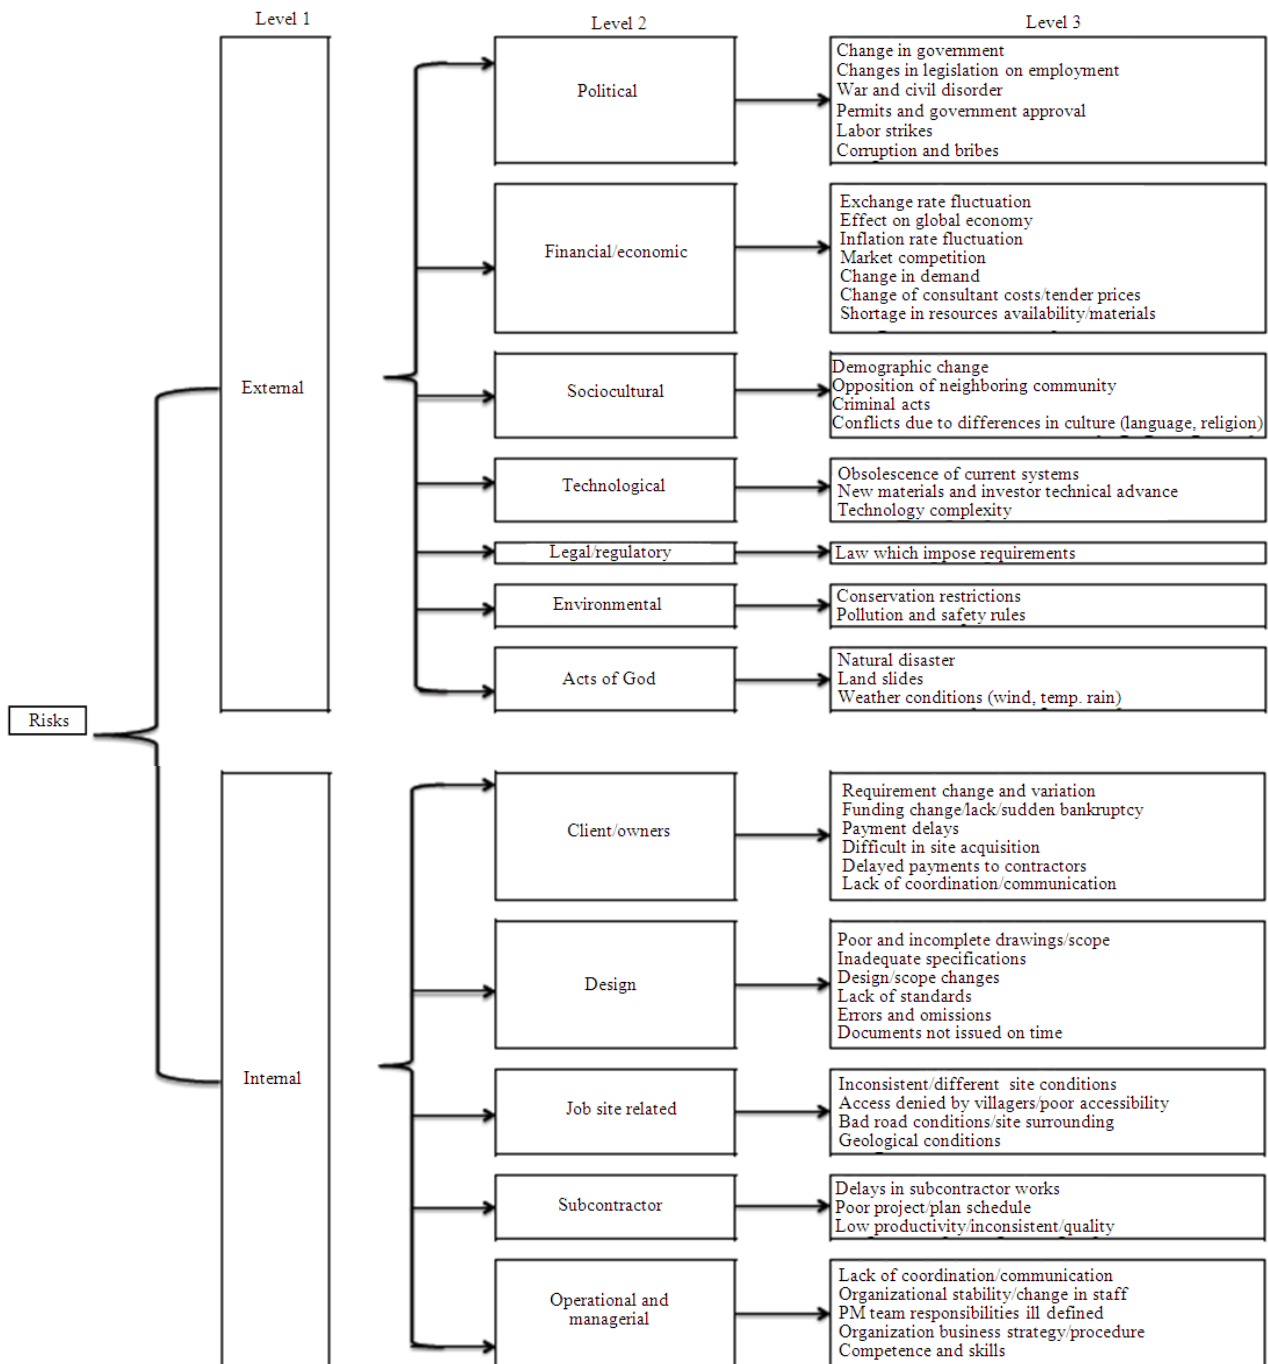 Level 1
Level 2
Level 3
Risks
External
Political
Change in government
Changes in legislation on employment
War and civil disorder
Permits and government approval
Labor strikes
Corruption and bribes
Financial/economic
Exchange rate fluctuation
Effect on global economy
Inflation rate fluctuation
Market competition
Change in demand
Change of consultant costs/tender prices
Shortage in resources availability/materials
Sociocultural
Demographic change
Opposition of neighboring community
Criminal acts
Conflicts due to differences in culture (language, religion)
Technological
Obsolescence of current systems
New materials and investor technical advance
Technology complexity
Legal/regulatory
Law which impose requirements
Environmental
Conservation restrictions
Pollution and safety rules
Acts of God
Natural disaster
Land slides
Weather conditions (wind, temp. rain)
Internal
Client/owners
Requirement change and variation
Funding change/lack/sudden bankruptcy
Payment delays
Difficult in site acquisition
Delayed payments to contractors
Lack of coordination/communication
Design
Poor and incomplete drawings/scope
Inadequate specifications
Design/scope changes
Lack of standards
Errors and omissions
Documents not issued on time
Job site related
Inconsistent/different site conditions
Access denied by villagers/poor accessibility
Bad road conditions/site surrounding
Geological conditions
Subcontractor
Delays in subcontractor works
Poor project/plan schedule
Low productivity/inconsistent/quality
Operational and
managerial
Lack of coordination/communication
Organizational stability/change in staff
PM team responsibilities ill defined
Organization business strategy/procedure
Competence and skills